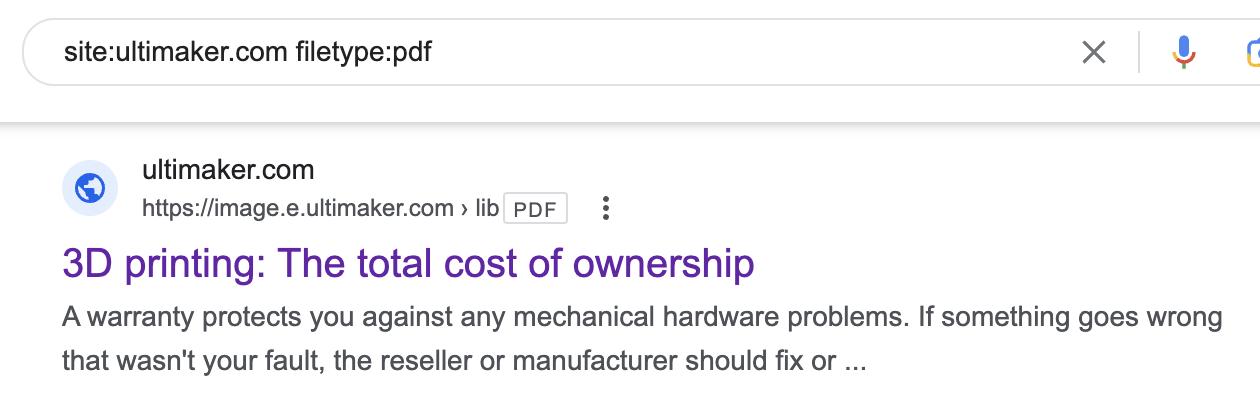 site:ultimaker.com filetype:pdf
ultimaker.com
https://image.e.ultimaker.com › lib PDF
3D printing: The total cost of ownership
A warranty protects you against any mechanical hardware problems. If something goes wrong
that wasn't your fault, the reseller or manufacturer should fix or ...